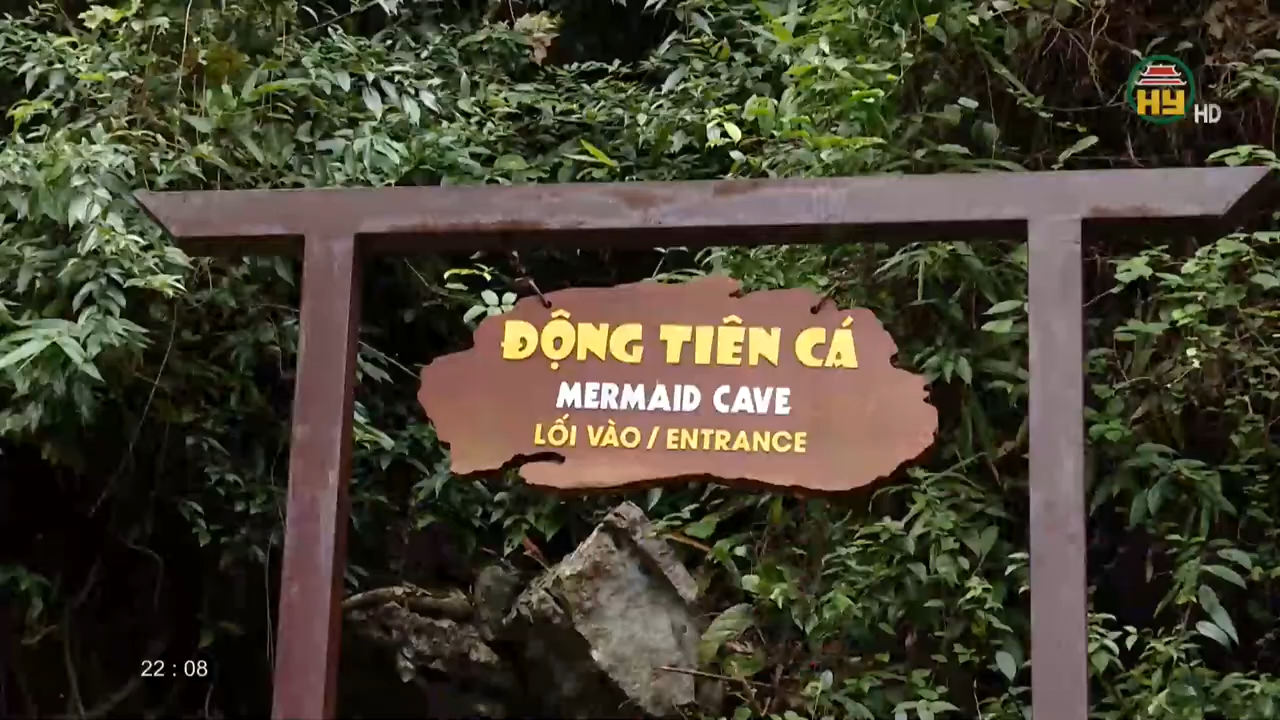 HY HD
ĐỘNG TIÊN CÁ
MERMAID CAVE
LỐI VÀO / ENTRANCE
22 : 08